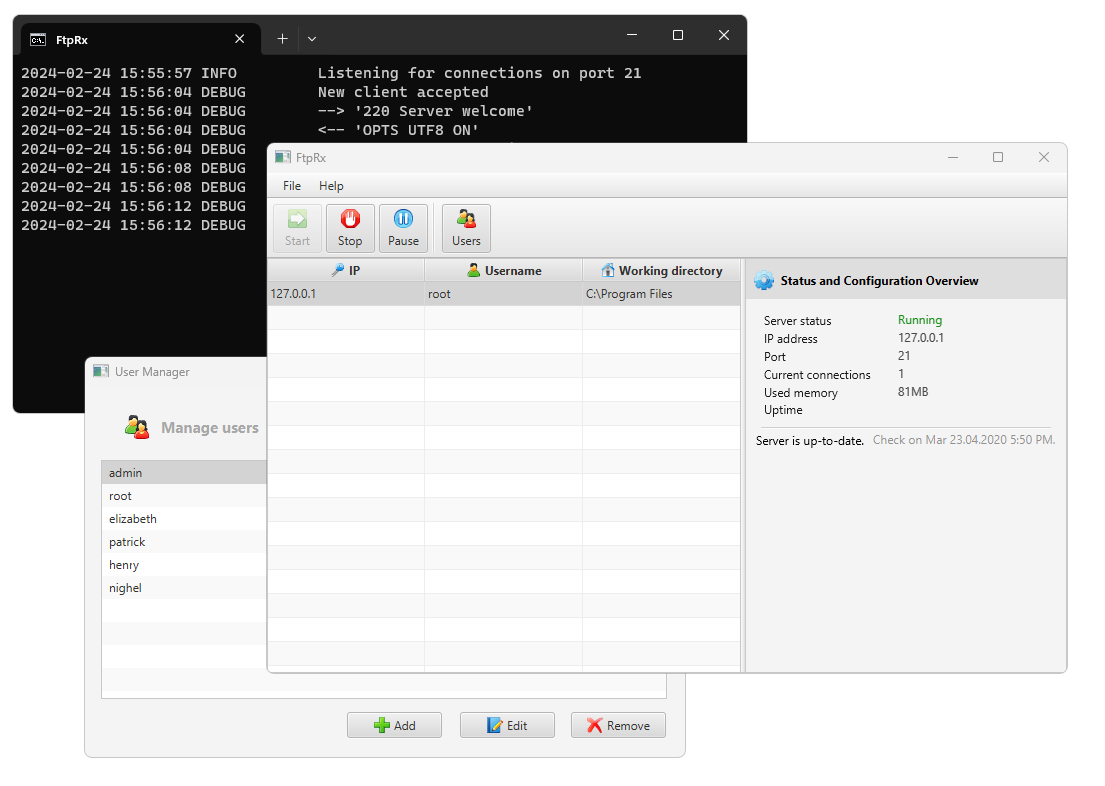 FtpRx
2024-02-24 15:55:57 INFO Listening for connections on port 21
2024-02-24 15:56:04 DEBUG New client accepted
2024-02-24 15:56:04 DEBUG --> '220 Server welcome'
2024-02-24 15:56:04 DEBUG <-- 'OPTS UTF8 ON'
2024-02-24 15:56:04 DEBUG
2024-02-24 15:56:08 DEBUG
2024-02-24 15:56:08 DEBUG
2024-02-24 15:56:12 DEBUG
2024-02-24 15:56:12 DEBUG
FtpRx
File Help
Start Stop Pause Users
IP Username Working directory
127.0.0.1 root C:\Program Files
Status and Configuration Overview
Server status Running
IP address 127.0.0.1
Port 21
Current connections 1
Used memory 81MB
Uptime
Server is up-to-date. Check on Mar 23.04.2020 5:50 PM.
User Manager
Manage users
admin
root
elizabeth
patrick
henry
nighel
Add Edit Remove